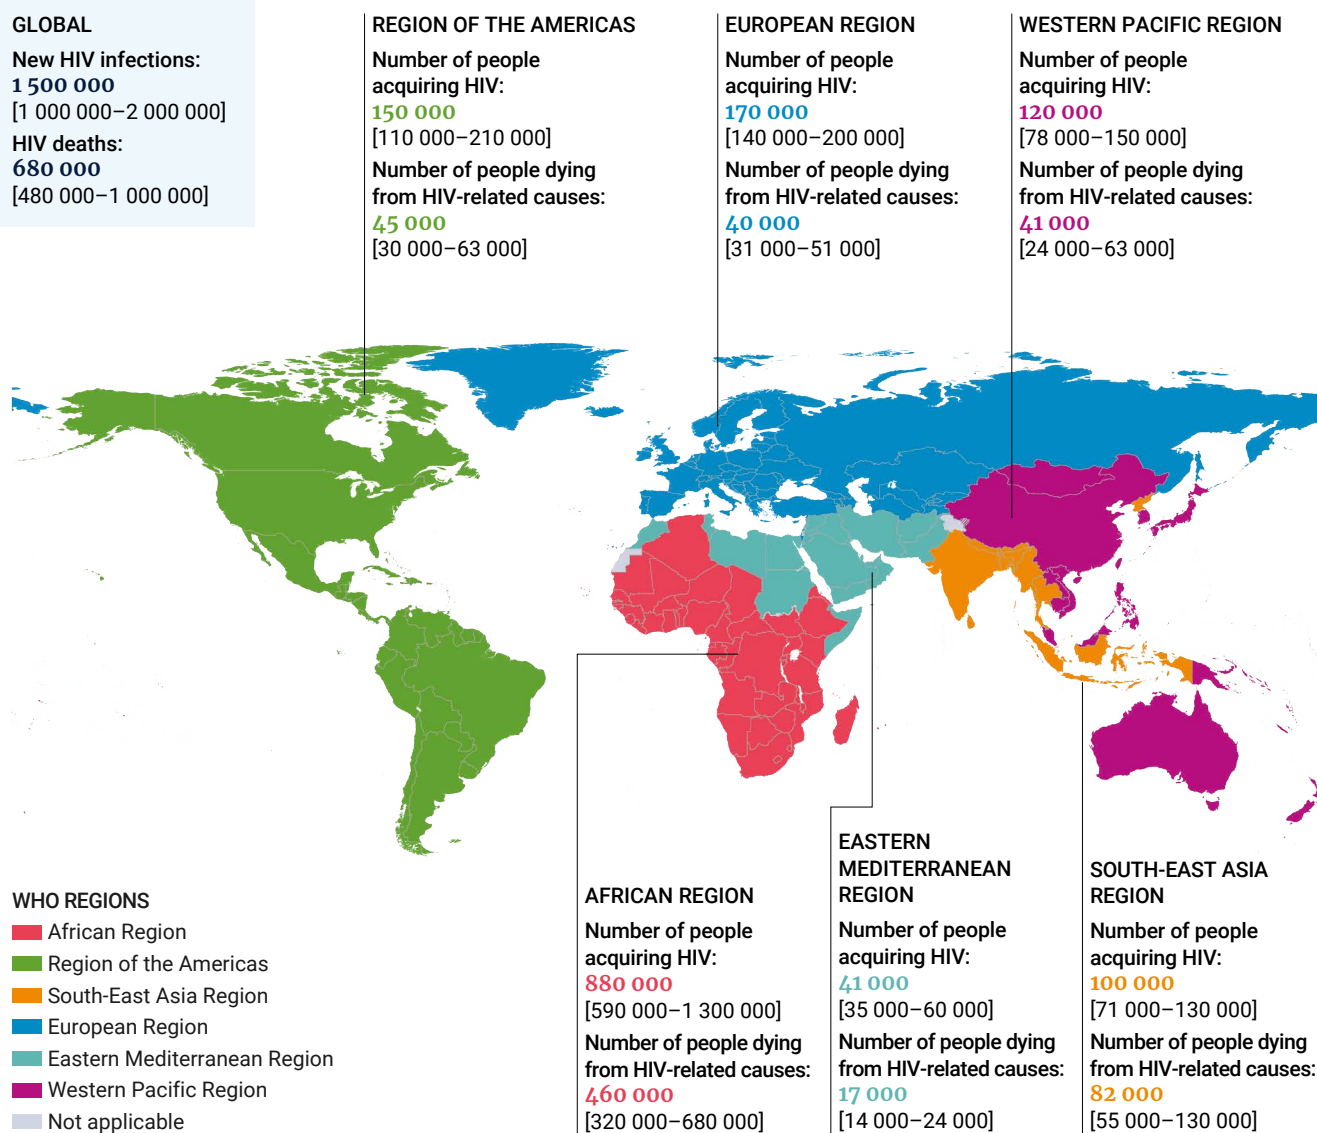 GLOBAL
New HIV infections:
1 500 000
[1 000 000–2 000 000]
HIV deaths:
680 000
[480 000–1 000 000]
REGION OF THE AMERICAS
Number of people
acquiring HIV:
150 000
[110 000–210 000]
Number of people dying
from HIV-related causes:
45 000
[30 000–63 000]
EUROPEAN REGION
Number of people
acquiring HIV:
170 000
[140 000–200 000]
Number of people dying
from HIV-related causes:
40 000
[31 000–51 000]
WESTERN PACIFIC REGION
Number of people
acquiring HIV:
120 000
[78 000–150 000]
Number of people dying
from HIV-related causes:
41 000
[24 000–63 000]
WHO REGIONS
African Region
Region of the Americas
South-East Asia Region
European Region
Eastern Mediterranean Region
Western Pacific Region
Not applicable
AFRICAN REGION
Number of people
acquiring HIV:
880 000
[590 000–1 300 000]
Number of people dying
from HIV-related causes:
460 000
[320 000–680 000]
EASTERN
MEDITERRANEAN
REGION
Number of people
acquiring HIV:
41 000
[35 000–60 000]
Number of people dying
from HIV-related causes:
17 000
[14 000–24 000]
SOUTH-EAST ASIA
REGION
Number of people
acquiring HIV:
100 000
[71 000–130 000]
Number of people dying
from HIV-related causes:
82 000
[55 000–130 000]